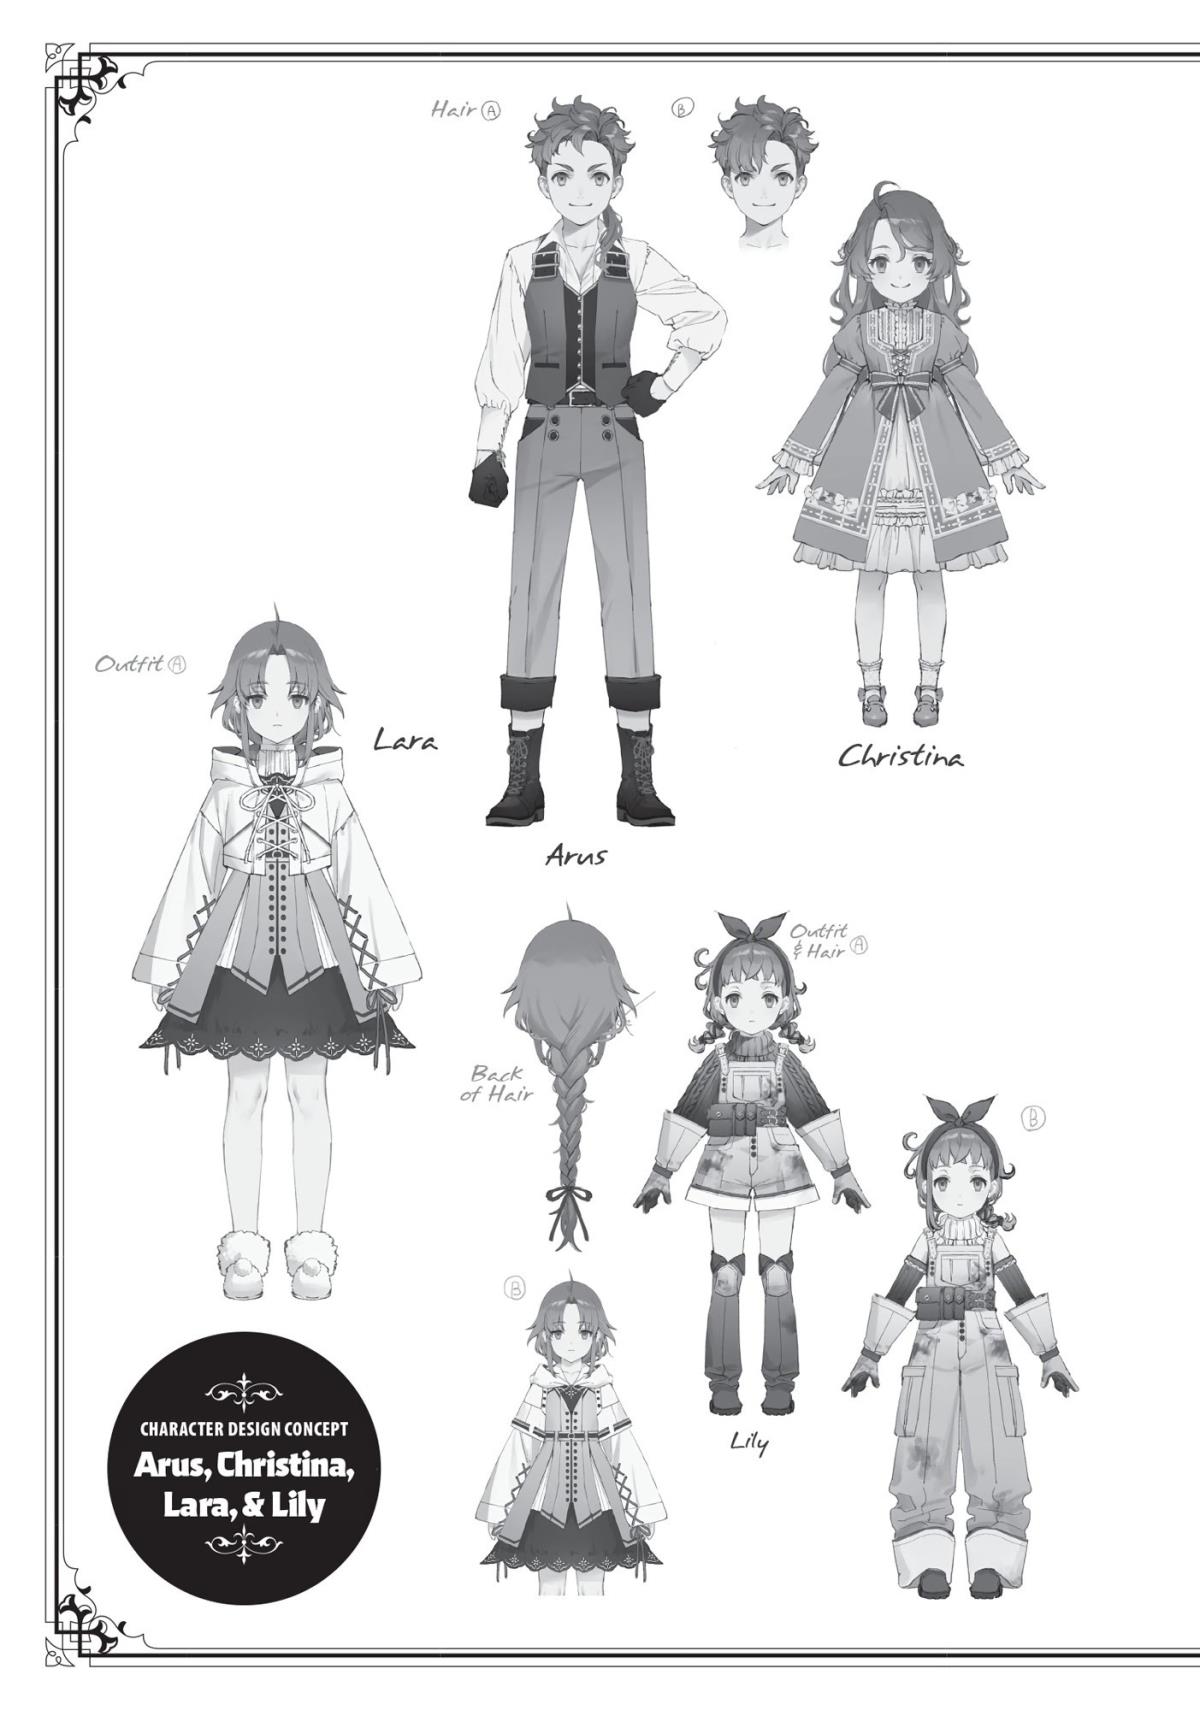 Hair Ⓐ
Ⓑ
Outfit Ⓐ
Lara
Christina
Arus
Outfit
& Hair Ⓐ
Back
of Hair
Ⓑ
Ⓑ
Lily
CHARACTER DESIGN CONCEPT
Arus, Christina,
Lara, & Lily